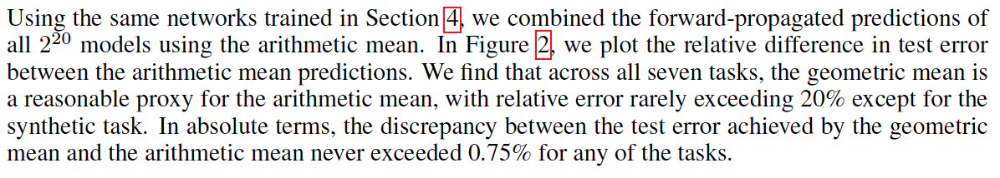 Using the same networks trained in Section 4, we combined the forward-propagated predictions of
all 2^20 models using the arithmetic mean. In Figure 2, we plot the relative difference in test error
between the arithmetic mean predictions. We find that across all seven tasks, the geometric mean is
a reasonable proxy for the arithmetic mean, with relative error rarely exceeding 20% except for the
synthetic task. In absolute terms, the discrepancy between the test error achieved by the geometric
mean and the arithmetic mean never exceeded 0.75% for any of the tasks.